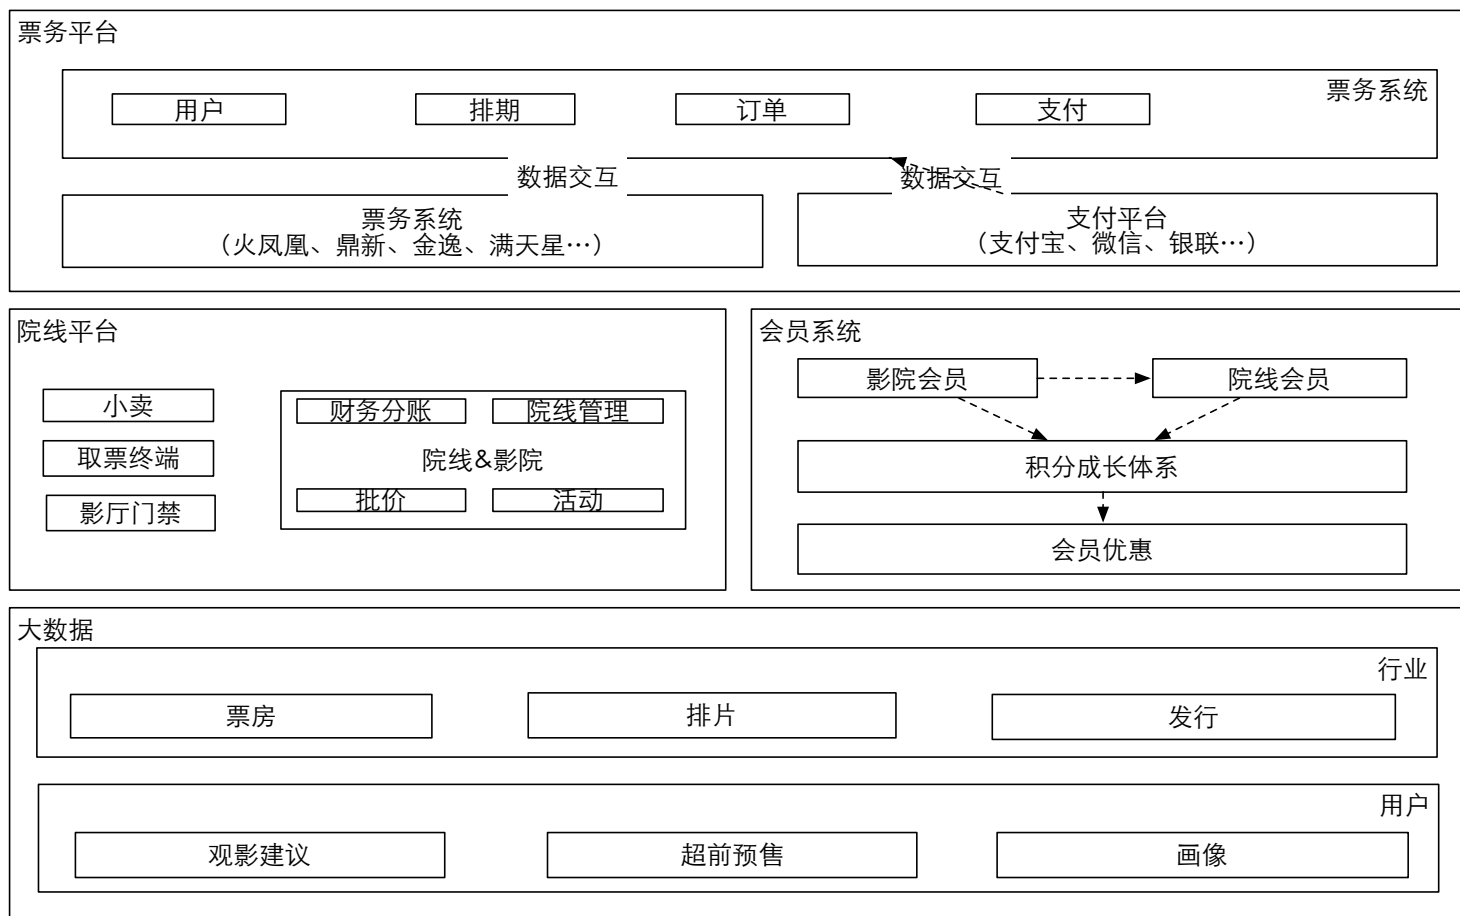 票务平台
票务系统
用户
排期
订单
支付
数据交互
数据交互
票务系统
（火凤凰、鼎新、金逸、满天星…）
支付平台
（支付宝、微信、银联…）
院线平台
小卖
取票终端
影厅门禁
财务分账
院线管理
院线&影院
批价
活动
会员系统
影院会员
院线会员
积分成长体系
会员优惠
大数据
行业
票房
排片
发行
用户
观影建议
超前预售
画像